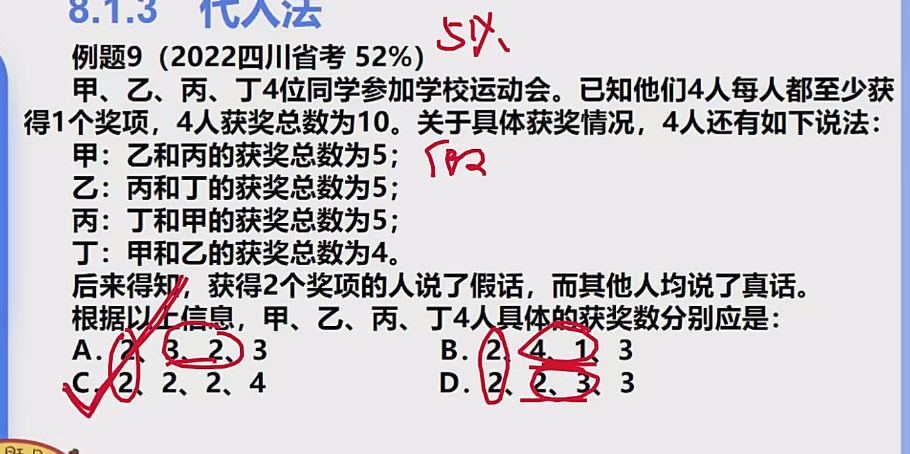 8.1.3 代入法
51%
例题9（2022四川省考 52%）
甲、乙、丙、丁4位同学参加学校运动会。已知他们4人每人都至少获
得1个奖项，4人获奖总数为10。关于具体获奖情况，4人还有如下说法：
甲：乙和丙的获奖总数为5；
乙：丙和丁的获奖总数为5；
丙：丁和甲的获奖总数为5；
丁：甲和乙的获奖总数为4。
后来得知，获得2个奖项的人说了假话，而其他人均说了真话。
根据以上信息，甲、乙、丙、丁4人具体的获奖数分别应是：
A. 2、3、2、3 B. 2、4、1、3
C. 2、2、2、4 D. 2、2、3、3